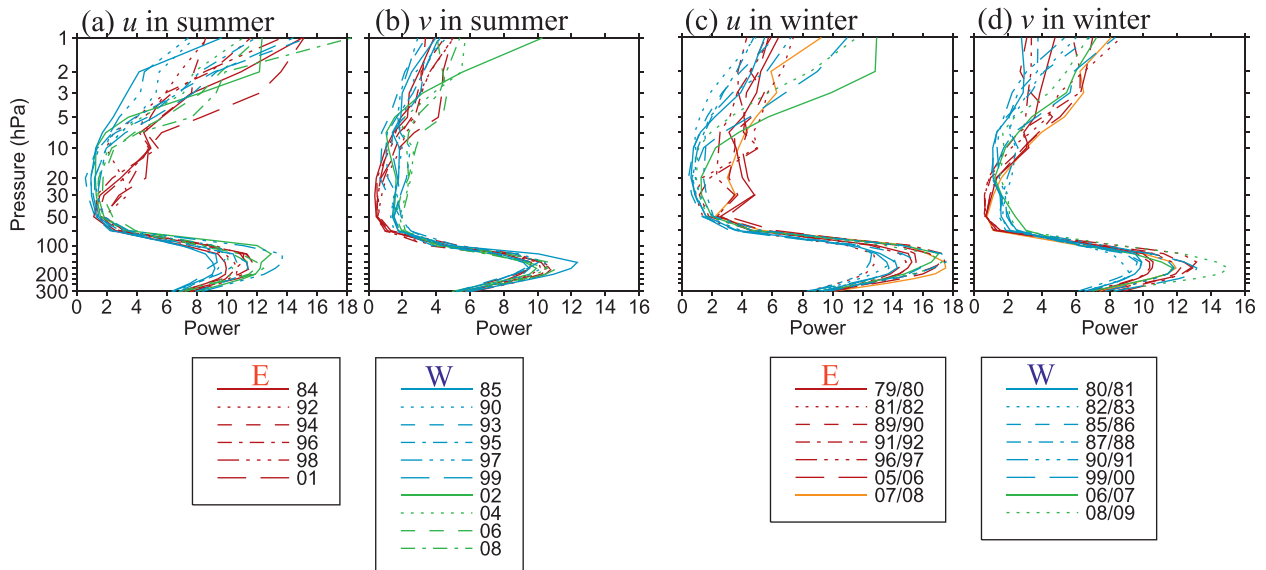 (a) u in summer
(b) v in summer
(c) u in winter
(d) v in winter
Pressure (hPa)
1
2
3
5
10
20
30
50
100
200
300
0 2 4 6 8 10 12 14 16 18
Power
0 2 4 6 8 10 12 14 16
Power
0 2 4 6 8 10 12 14 16 18
Power
0 2 4 6 8 10 12 14 16
Power
E
84
92
94
96
98
01
W
85
90
93
95
97
99
02
04
06
08
E
79/80
81/82
89/90
91/92
96/97
05/06
07/08
W
80/81
82/83
85/86
87/88
90/91
99/00
06/07
08/09